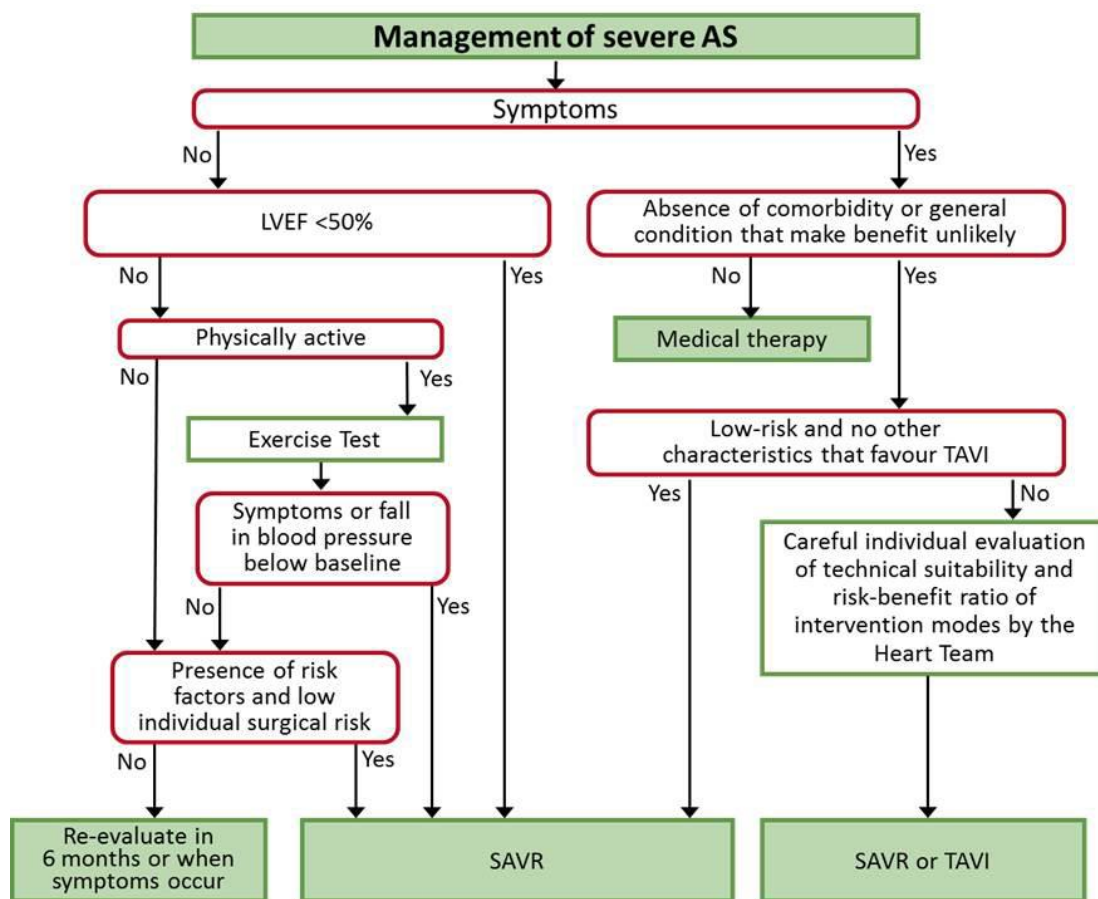 Management of severe AS
Symptoms
No
Yes
LVEF <50%
Absence of comorbidity or general
condition that make benefit unlikely
No
Yes
No
Yes
Physically active
Medical therapy
No
Yes
Exercise Test
Low-risk and no other
characteristics that favour TAVI
Yes
No
Symptoms or fall
in blood pressure
below baseline
Careful individual evaluation
of technical suitability and
risk-benefit ratio of
intervention modes by the
Heart Team
No
Yes
Presence of risk
factors and low
individual surgical risk
No
Yes
Re-evaluate in
6 months or when
symptoms occur
SAVR
SAVR or TAVI